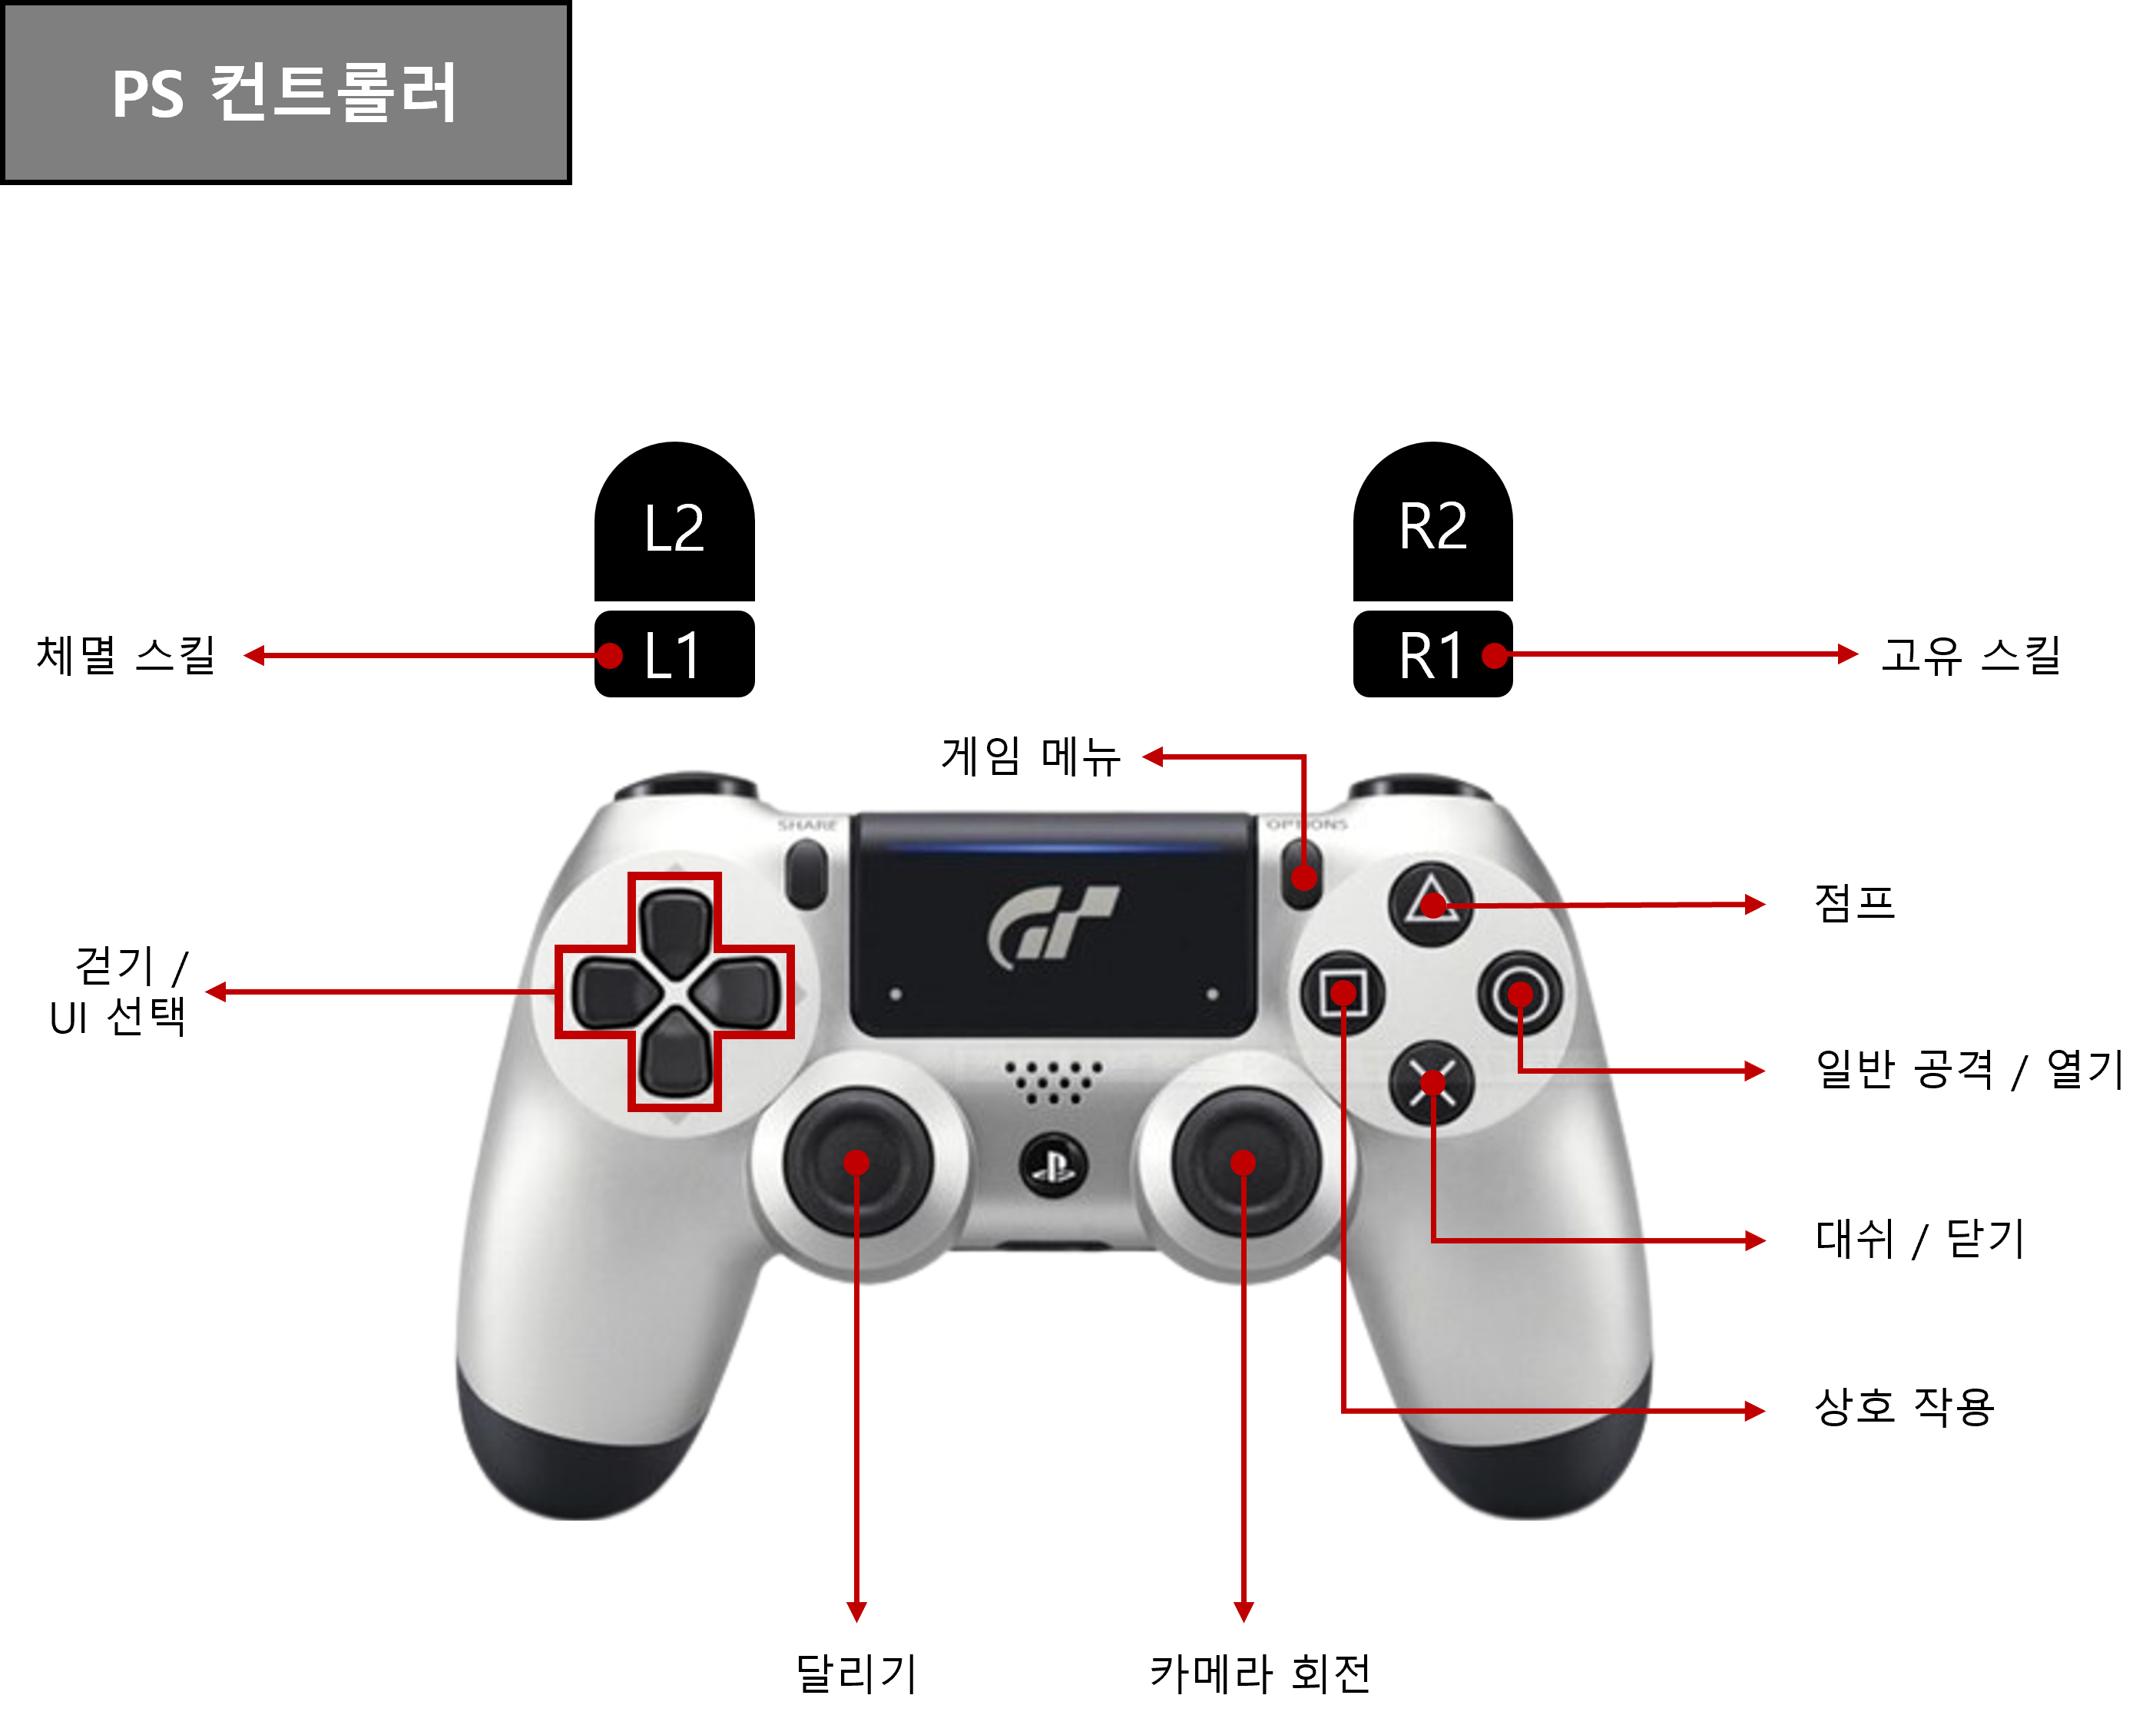 PS 컨트롤러
L2
R2
체멸 스킬
L1
R1
고유 스킬
게임 메뉴
SHARE
OPTIONS
점프
걷기 /
UI 선택
일반 공격 / 열기
대쉬 / 닫기
상호 작용
달리기
카메라 회전